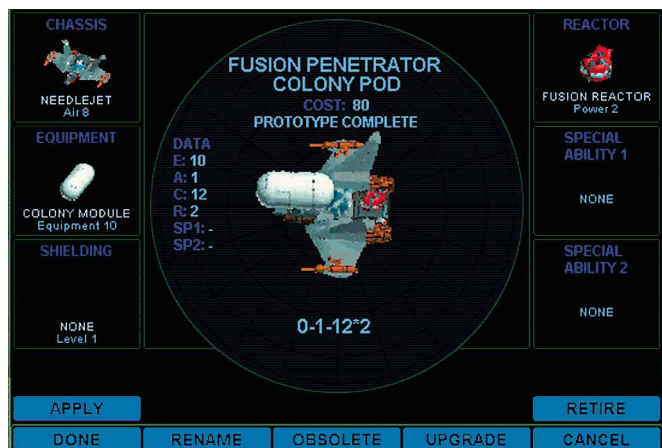 CHASSIS
NEEDLEJET
Air 8
EQUIPMENT
COLONY MODULE
Equipment 10
SHIELDING
NONE
Level 1
FUSION PENETRATOR
COLONY POD
COST: 80
PROTOTYPE COMPLETE
DATA
E: 10
A: 1
C: 12
R: 2
SP1: -
SP2: -
0-1-12*2
REACTOR
FUSION REACTOR
Power 2
SPECIAL
ABILITY 1
NONE
SPECIAL
ABILITY 2
NONE
APPLY
RETIRE
DONE
RENAME
OBSOLETE
UPGRADE
CANCEL